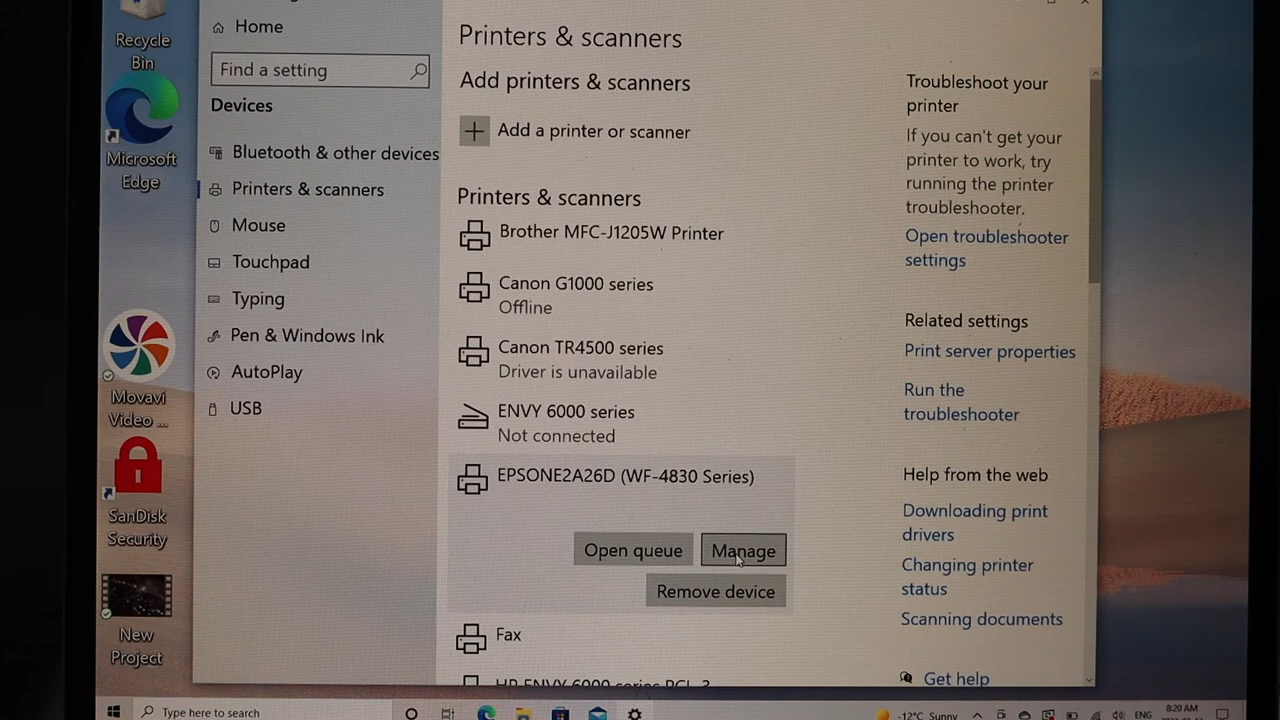 Recycle
Bin
Microsoft
Edge
Movavi
Video ...
SanDisk
Security
New
Project
Home
Find a setting
Devices
Bluetooth & other devices
Printers & scanners
Mouse
Touchpad
Typing
Pen & Windows Ink
AutoPlay
USB
Printers & scanners
Add printers & scanners
Add a printer or scanner
Printers & scanners
Brother MFC-J1205W Printer
Canon G1000 series
Offline
Canon TR4500 series
Driver is unavailable
ENVY 6000 series
Not connected
EPSONE2A26D (WF-4830 Series)
Open queue
Manage
Remove device
Fax
HP ENVY 6000 series PCL-3
Troubleshoot your
printer
If you can't get your
printer to work, try
running the printer
troubleshooter.
Open troubleshooter
settings
Related settings
Print server properties
Run the
troubleshooter
Help from the web
Downloading print
drivers
Changing printer
status
Scanning documents
Get help
Type here to search
-12°C Sunny
ENG
8:20 AM